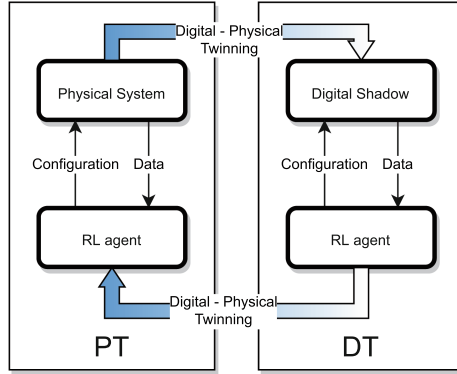 Digital - Physical
Twinning
Physical System
Digital Shadow
Configuration
Data
Configuration
Data
RL agent
RL agent
Digital - Physical
Twinning
PT
DT